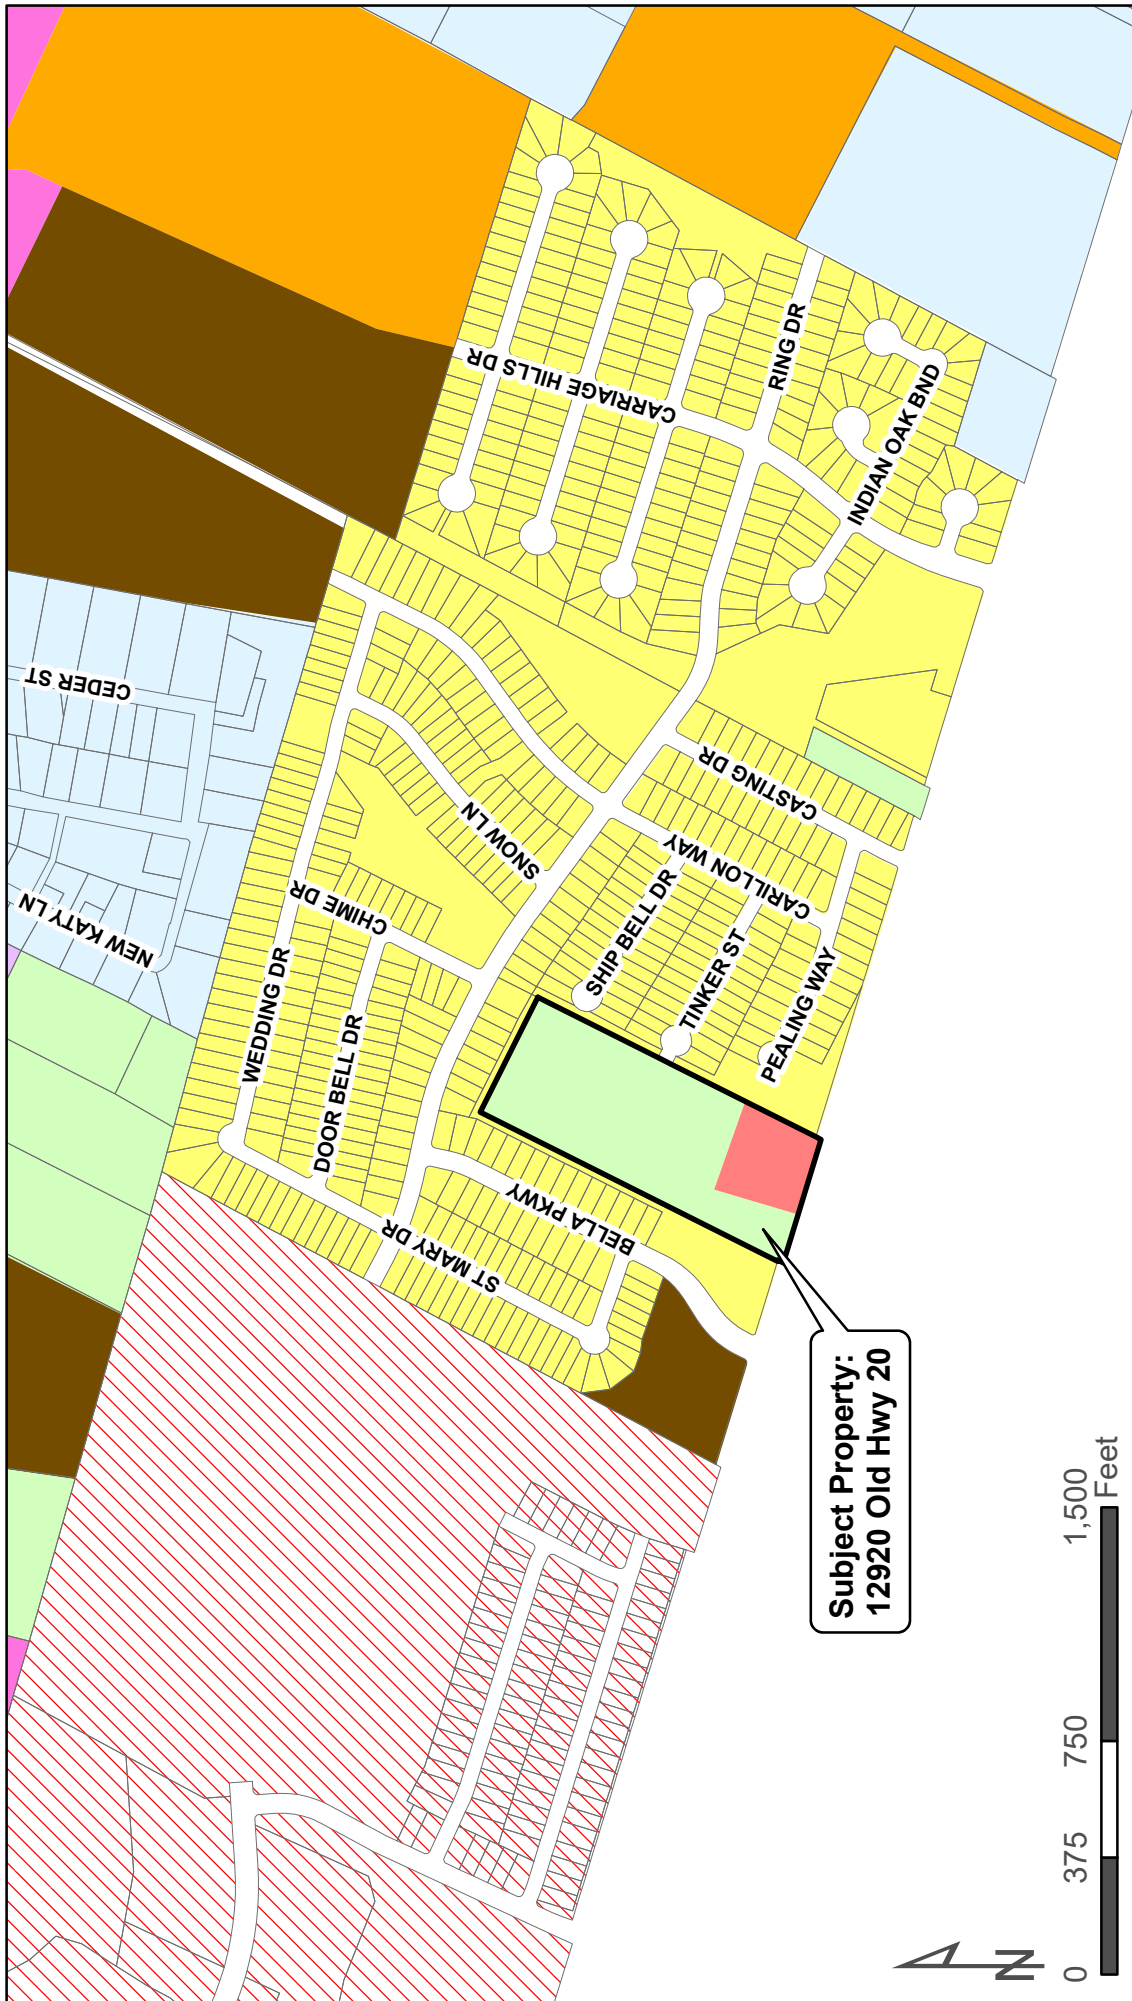 CEDER ST
NEW KATY LN
CARRIAGE HILLS DR
RING DR
INDIAN OAK BND
SNOW LN
CASTING DR
CARILLON WAY
CHIME DR
SHIP BELL DR
TINKER ST
PEALING WAY
WEDDING DR
DOOR BELL DR
BELLA PKWY
ST MARY DR
Subject Property:
12920 Old Hwy 20
N
0 375 750 1,500
Feet